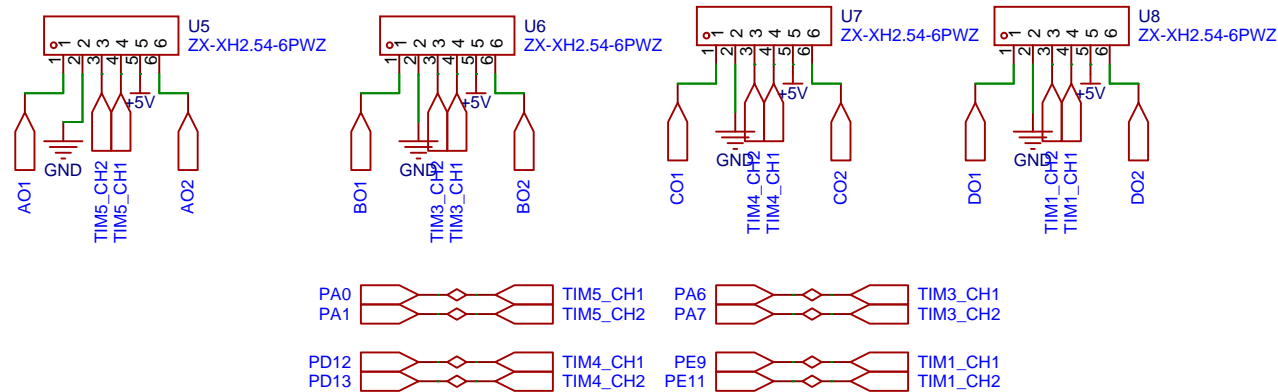 U5
ZX-XH2.54-6PWZ
1 2 3 4 5 6
1 2 3 4 5 6
+5V
GND
AO1
TIM5_CH2
TIM5_CH1
AO2
U6
ZX-XH2.54-6PWZ
1 2 3 4 5 6
1 2 3 4 5 6
+5V
GND
BO1
TIM3_CH2
TIM3_CH1
BO2
U7
ZX-XH2.54-6PWZ
1 2 3 4 5 6
1 2 3 4 5 6
+5V
GND
CO1
TIM4_CH2
TIM4_CH1
CO2
U8
ZX-XH2.54-6PWZ
1 2 3 4 5 6
1 2 3 4 5 6
+5V
GND
DO1
TIM1_CH2
TIM1_CH1
DO2
PA0 TIM5_CH1
PA1 TIM5_CH2
PA6 TIM3_CH1
PA7 TIM3_CH2
PD12 TIM4_CH1
PD13 TIM4_CH2
PE9 TIM1_CH1
PE11 TIM1_CH2